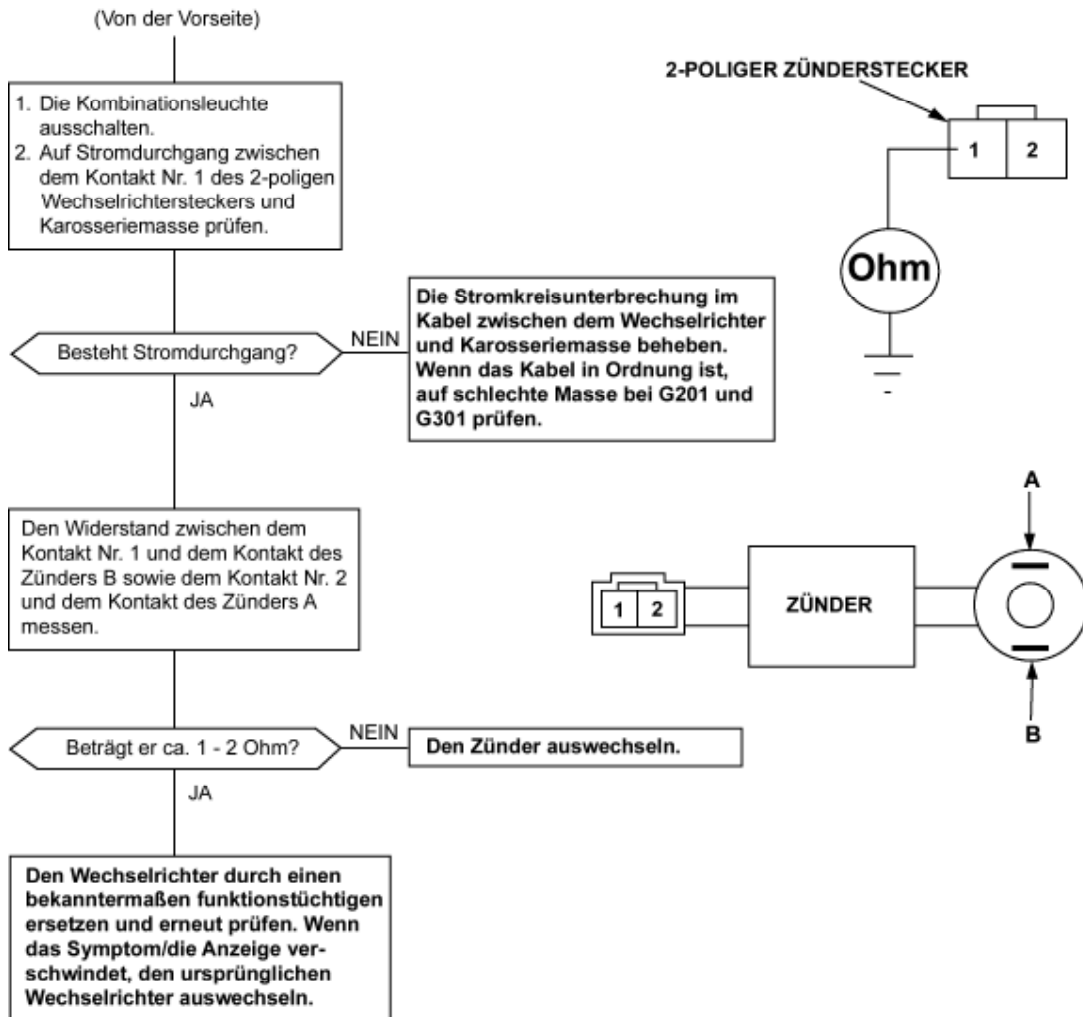 (Von der Vorseite)
1. Die Kombinationsleuchte
ausschalten.
2. Auf Stromdurchgang zwischen
dem Kontakt Nr. 1 des 2-poligen
Wechselrichtersteckers und
Karosseriemasse prüfen.
2-POLIGER ZÜNDERSTECKER
1 2
Ohm
Besteht Stromdurchgang?
NEIN
Die Stromkreisunterbrechung im
Kabel zwischen dem Wechselrichter
und Karosseriemasse beheben.
Wenn das Kabel in Ordnung ist,
auf schlechte Masse bei G201 und
G301 prüfen.
JA
Den Widerstand zwischen dem
Kontakt Nr. 1 und dem Kontakt des
Zünders B sowie dem Kontakt Nr. 2
und dem Kontakt des Zünders A
messen.
A
1 2
ZÜNDER
B
Beträgt er ca. 1 - 2 Ohm?
NEIN
Den Zünder auswechseln.
JA
Den Wechselrichter durch einen
bekanntermaßen funktionstüchtigen
ersetzen und erneut prüfen. Wenn
das Symptom/die Anzeige ver-
schwindet, den ursprünglichen
Wechselrichter auswechseln.